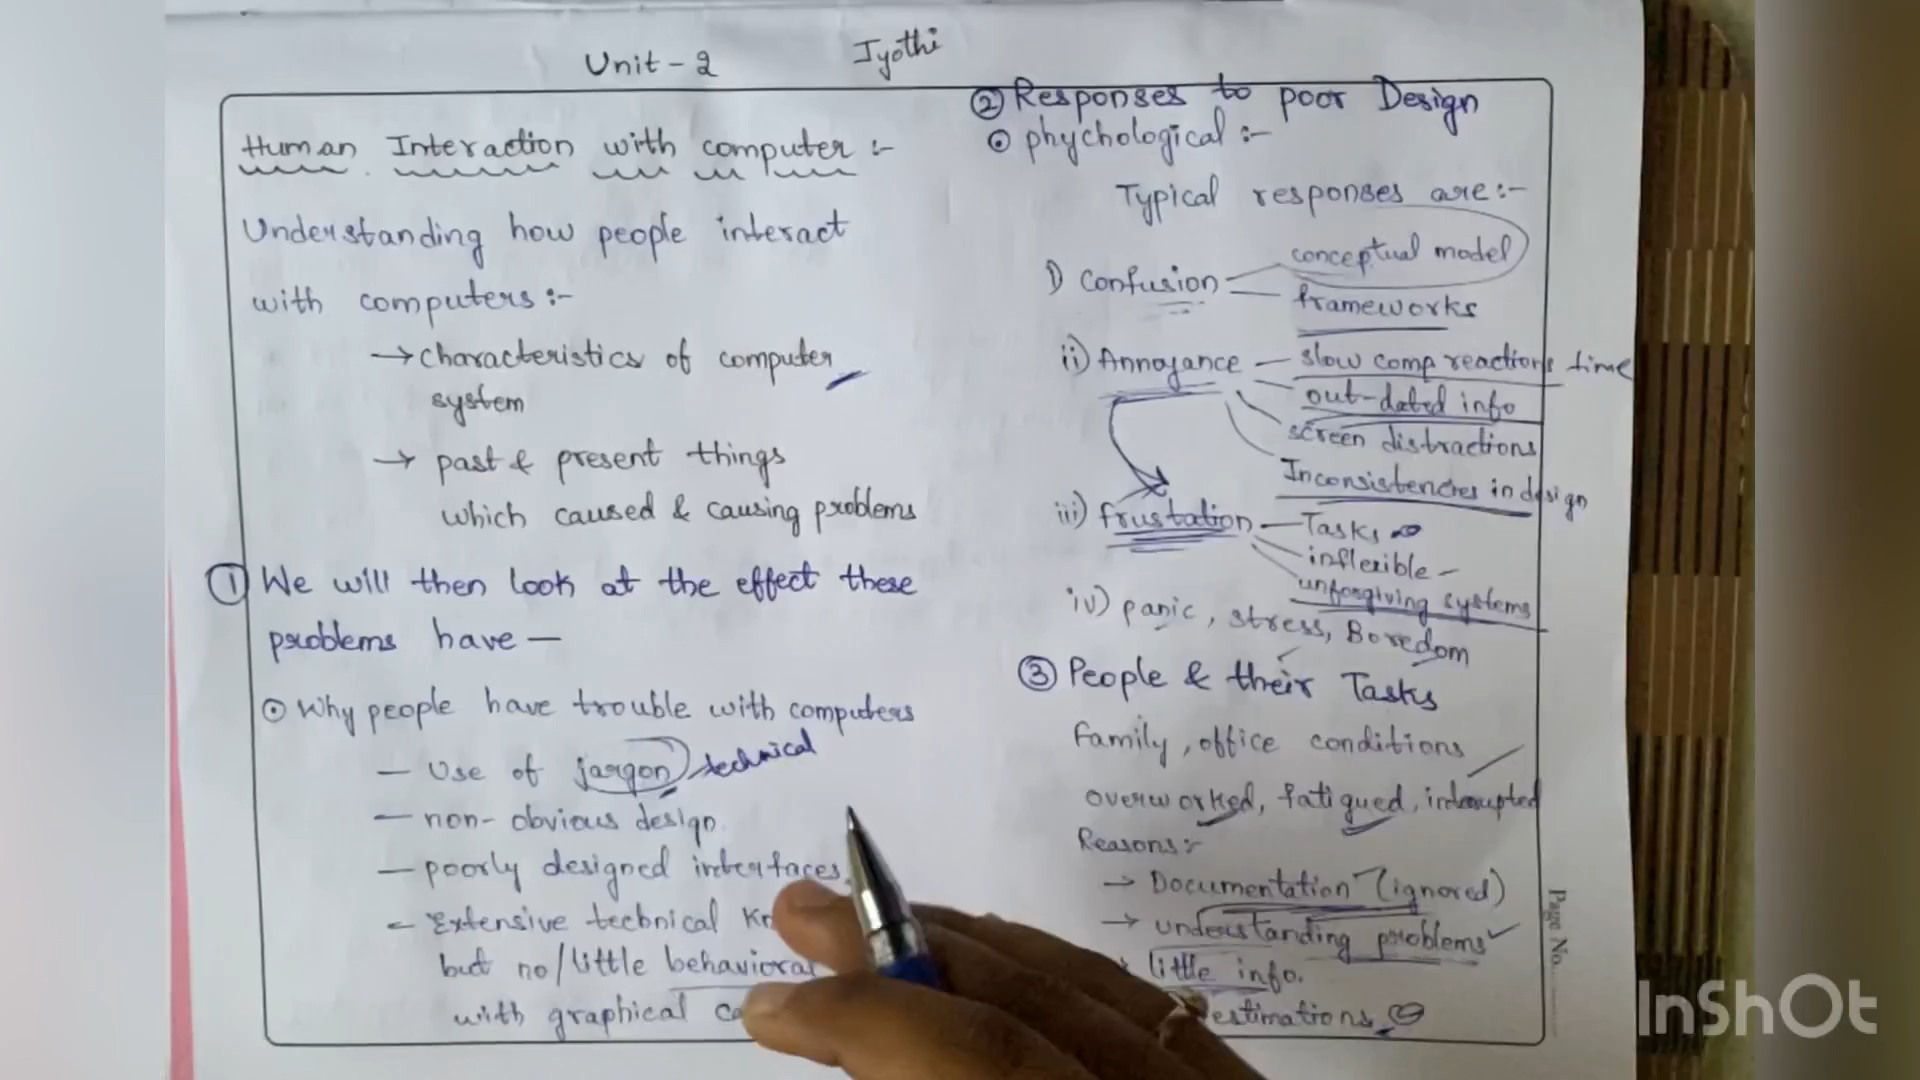 Unit - 2
Jyothi
Human Interaction with computer :-
Understanding how people interact
with computers :-
→ characteristics of computer
system
→ past & present things
which caused & causing problems
① We will then look at the effect these
problems have —
⊙ Why people have trouble with computers
— Use of jargon technical
— non- obvious design
— poorly designed interfaces
— Extensive technical
but no/little behavioral
with graphical
② Responses to poor Design
⊙ phychological :-
Typical responses are :-
i) Confusion — conceptual model
— frameworks
ii) Annoyance — slow comp reactions time
out-dated info
screen distractions
Inconsistencies in design
iii) frustation — Tasks
— inflexible —
unforgiving systems
iv) panic, stress, Boredom
③ People & their Tasks
family, office conditions
overworked, fatigued, interrupted
Reasons :-
→ Documentation (ignored)
→ understanding problems ✓
little info.
estimations
Page No.
InShOt